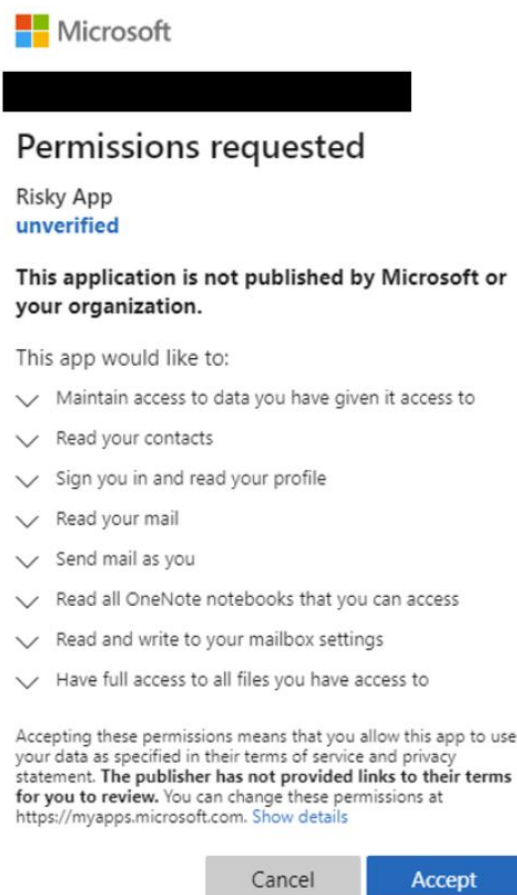 Microsoft
Permissions requested
Risky App
unverified
This application is not published by Microsoft or
your organization.
This app would like to:
Maintain access to data you have given it access to
Read your contacts
Sign you in and read your profile
Read your mail
Send mail as you
Read all OneNote notebooks that you can access
Read and write to your mailbox settings
Have full access to all files you have access to
Accepting these permissions means that you allow this app to use
your data as specified in their terms of service and privacy
statement. The publisher has not provided links to their terms
for you to review. You can change these permissions at
https://myapps.microsoft.com. Show details
Cancel Accept